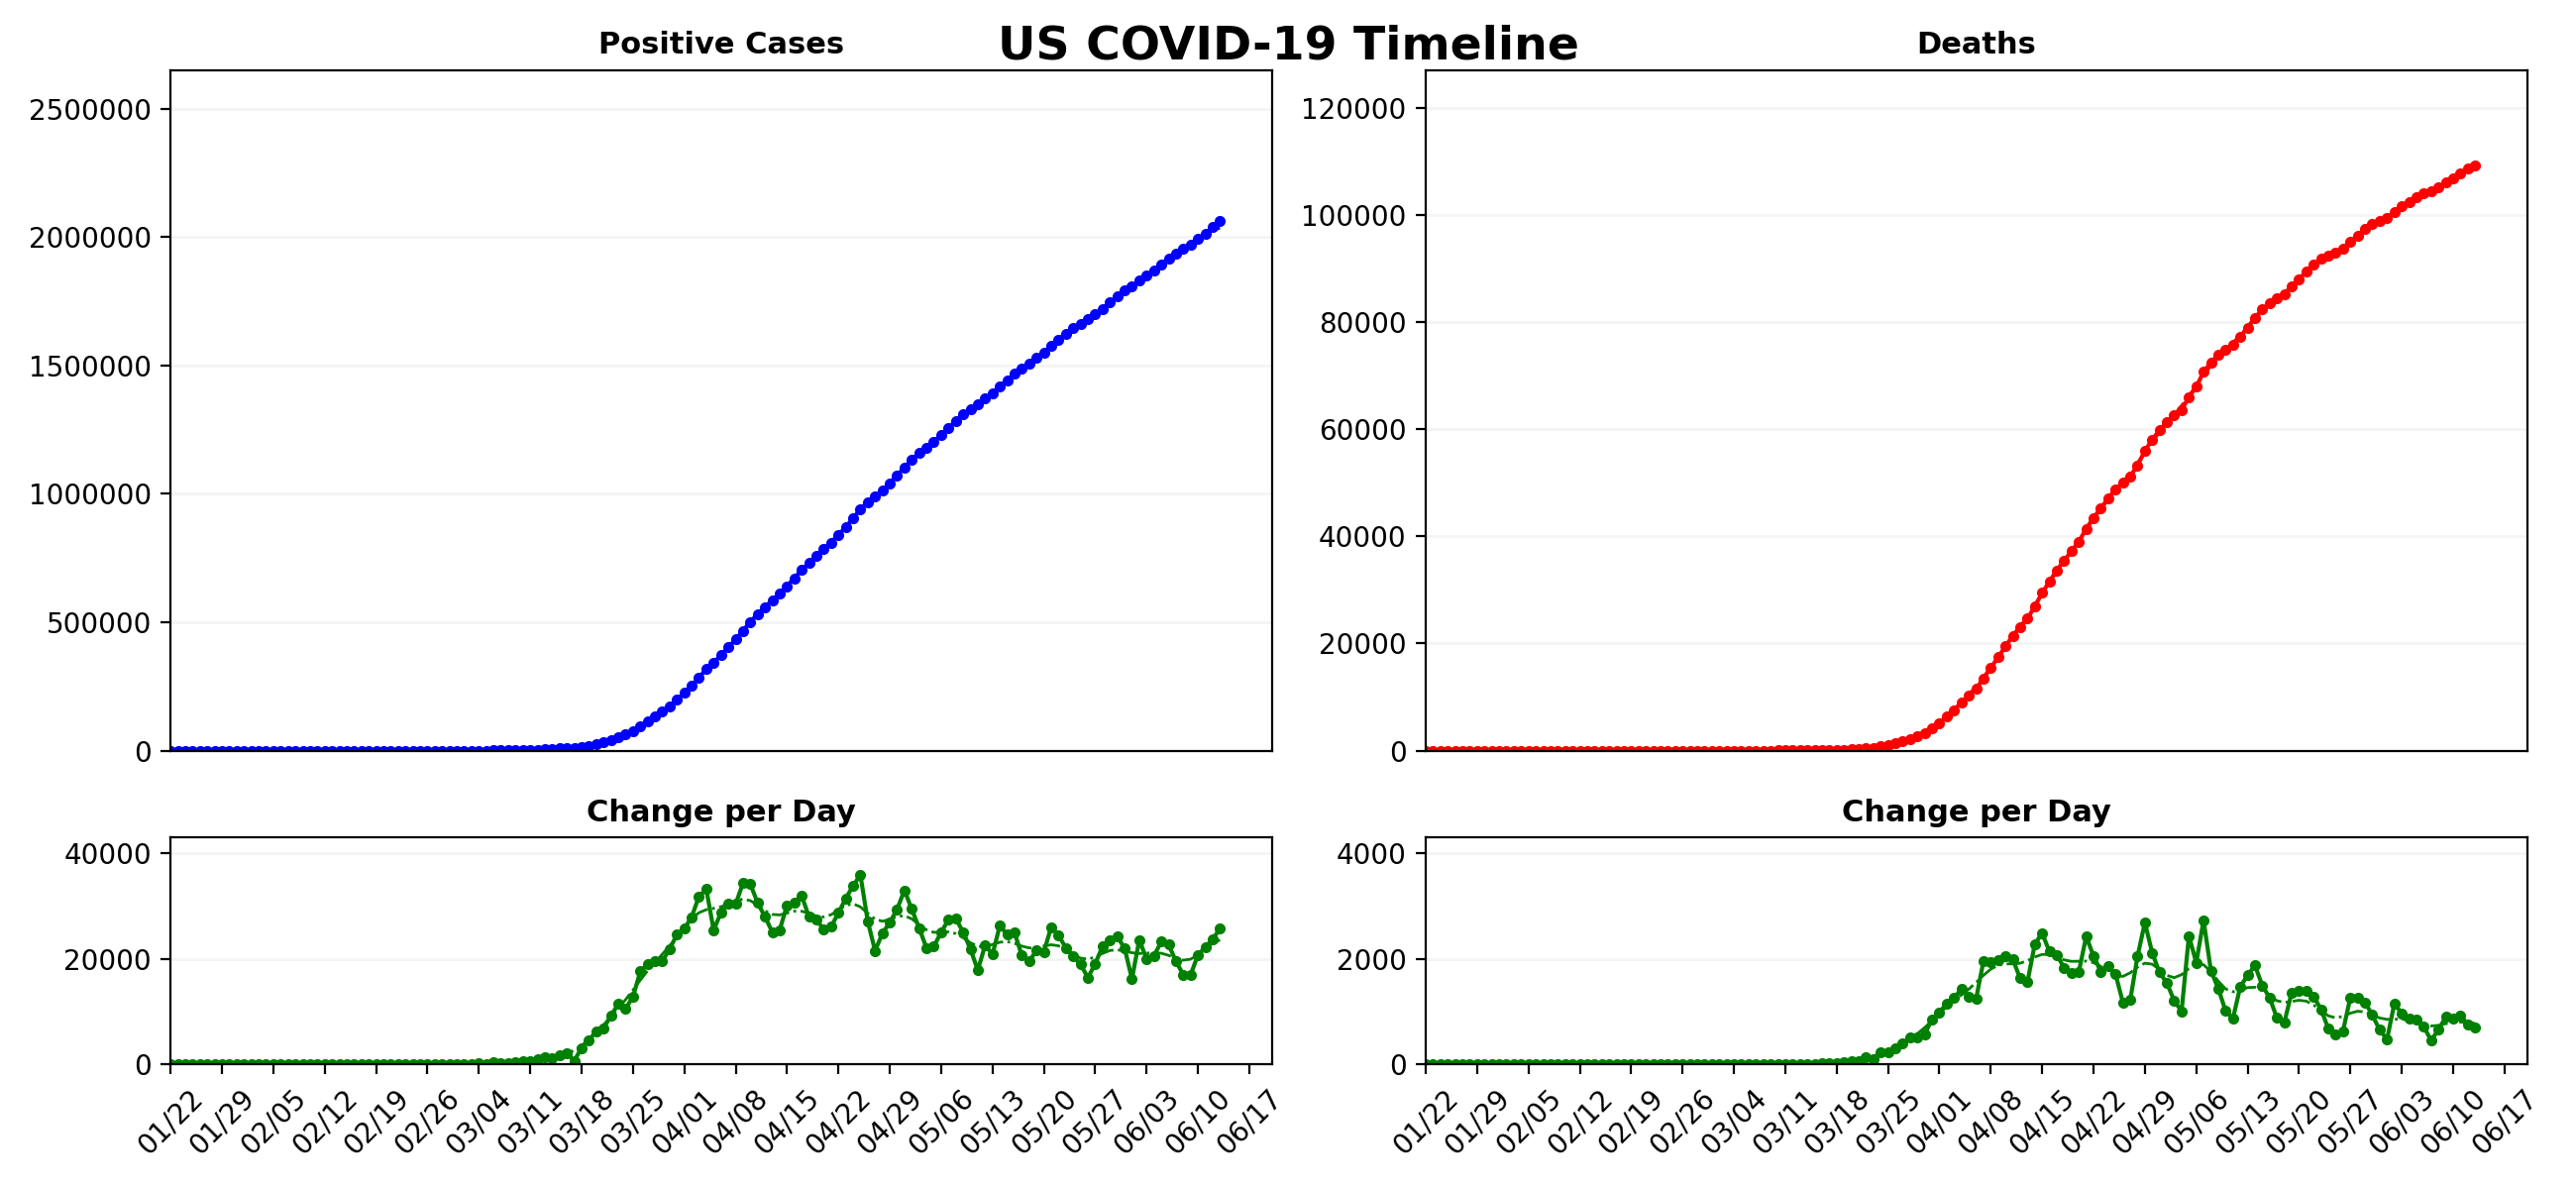 US COVID-19 Timeline
Positive Cases
2500000
2000000
1500000
1000000
500000
0
Deaths
120000
100000
80000
60000
40000
20000
0
Change per Day
40000
20000
0
01/22 01/29 02/05 02/12 02/19 02/26 03/04 03/11 03/18 03/25 04/01 04/08 04/15 04/22 04/29 05/06 05/13 05/20 05/27 06/03 06/10 06/17
Change per Day
4000
2000
0
01/22 01/29 02/05 02/12 02/19 02/26 03/04 03/11 03/18 03/25 04/01 04/08 04/15 04/22 04/29 05/06 05/13 05/20 05/27 06/03 06/10 06/17